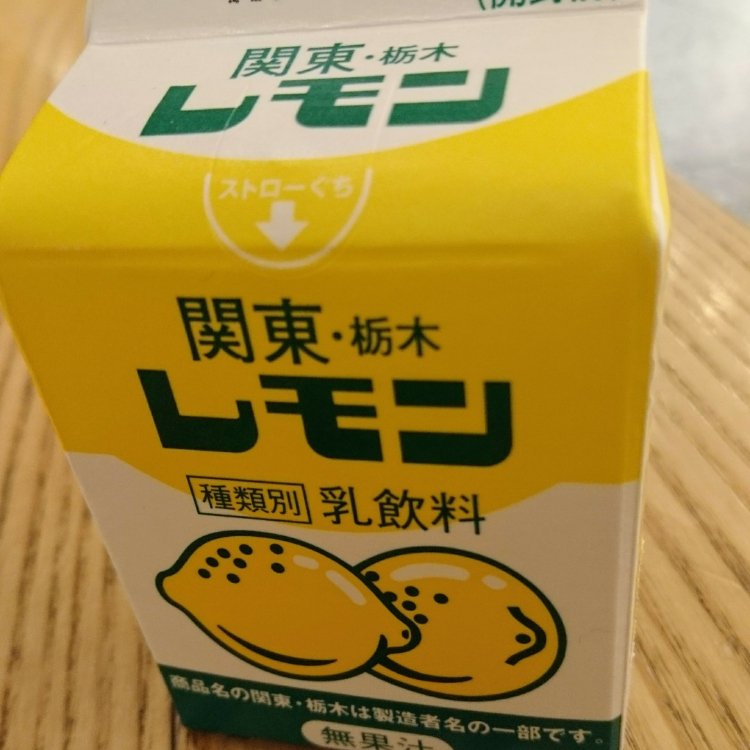 関東・栃木
レモン
ストローぐち
関東・栃木
レモン
種類別 乳飲料
商品名の関東・栃木は製造者名の一部です。
無果汁